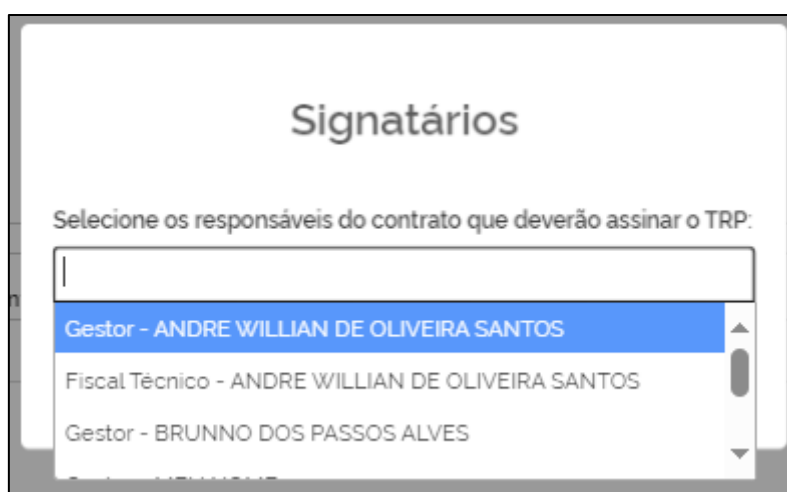 Signatários
Selecione os responsáveis do contrato que deverão assinar o TRP:
Gestor - ANDRE WILLIAN DE OLIVEIRA SANTOS
Fiscal Técnico - ANDRE WILLIAN DE OLIVEIRA SANTOS
Gestor - BRUNNO DOS PASSOS ALVES